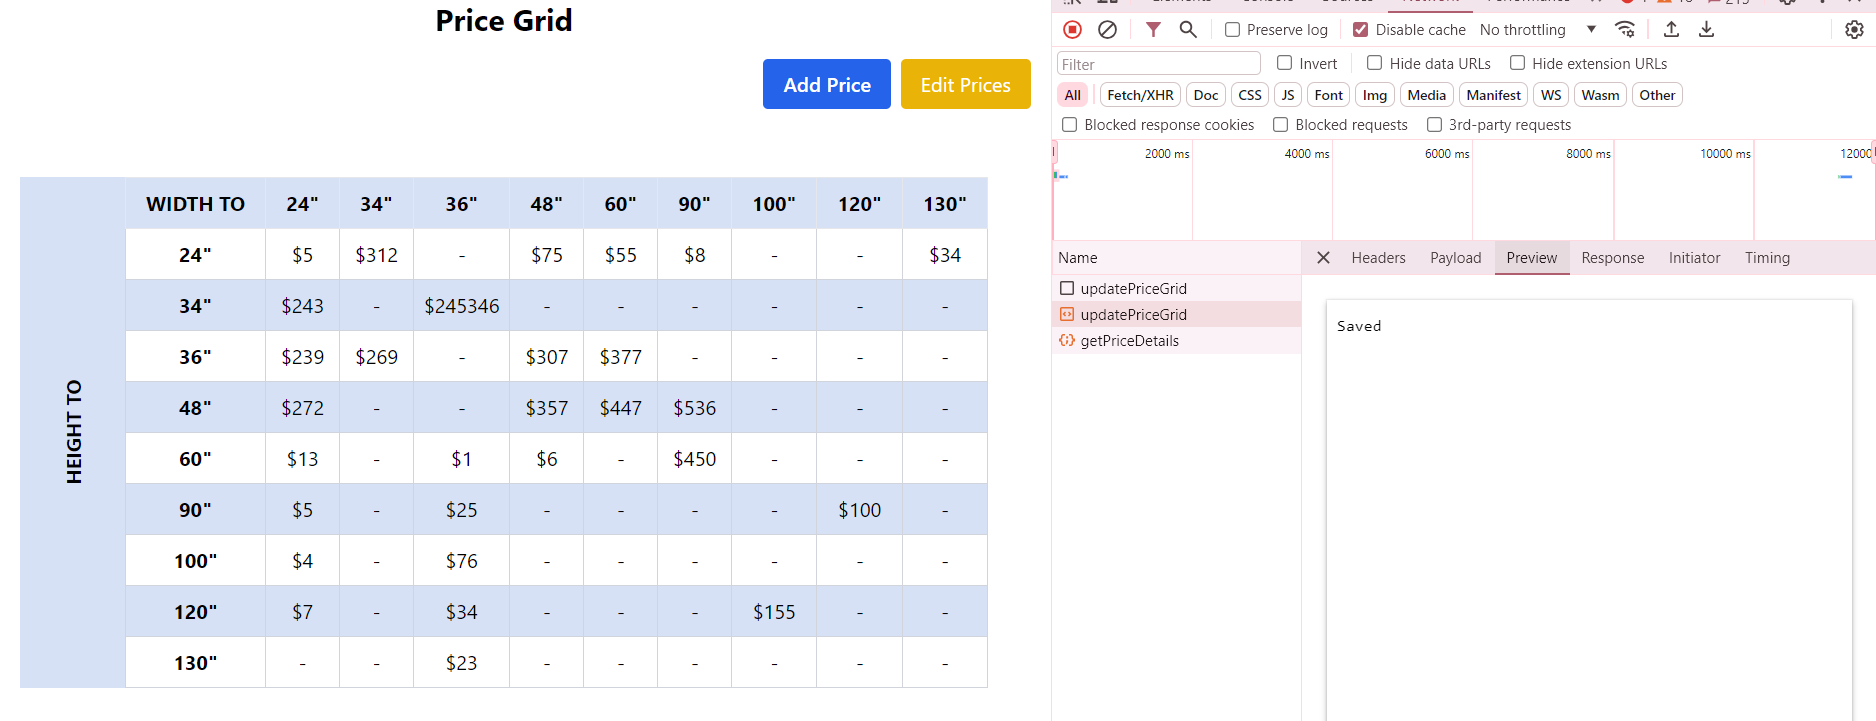 Price Grid
Add Price
Edit Prices
WIDTH TO 24" 34" 36" 48" 60" 90" 100" 120" 130"
24" $5 $312 - $75 $55 $8 - - $34
34" $243 - $245346 - - - - - -
36" $239 $269 - $307 $377 - - - -
48" $272 - - $357 $447 $536 - - -
60" $13 - $1 $6 - $450 - - -
90" $5 - $25 - - - - $100 -
100" $4 - $76 - - - - - -
120" $7 - $34 - - - $155 - -
130" - - $23 - - - - - -
HEIGHT TO
Preserve log Disable cache No throttling
Filter Invert Hide data URLs Hide extension URLs
All Fetch/XHR Doc CSS JS Font Img Media Manifest WS Wasm Other
Blocked response cookies Blocked requests 3rd-party requests
2000 ms 4000 ms 6000 ms 8000 ms 10000 ms 12000
Name
updatePriceGrid
updatePriceGrid
getPriceDetails
Headers Payload Preview Response Initiator Timing
Saved